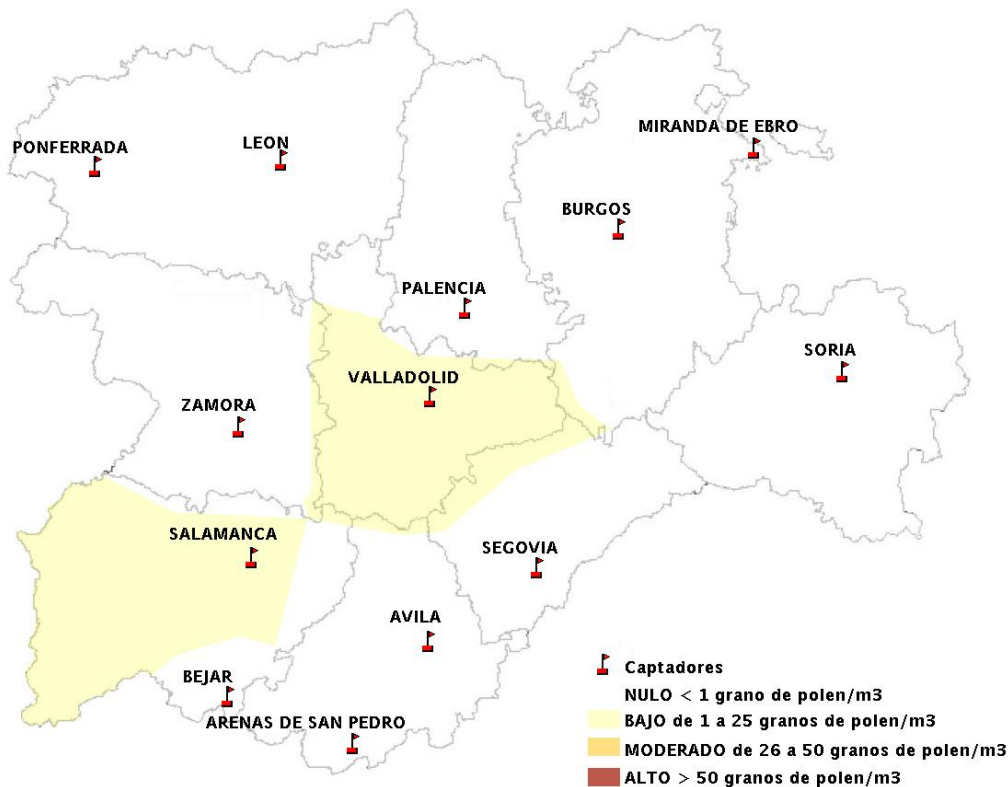 MIRANDA DE EBRO
PONFERRADA
LEON
BURGOS
PALENCIA
SORIA
VALLADOLID
ZAMORA
SALAMANCA
SEGOVIA
AVILA
BEJAR
ARENAS DE SAN PEDRO
Captadores
NULO < 1 grano de polen/m3
BAJO de 1 a 25 granos de polen/m3
MODERADO de 26 a 50 granos de polen/m3
ALTO > 50 granos de polen/m3